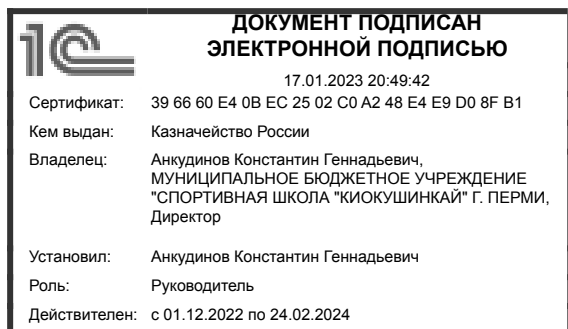 1С
ДОКУМЕНТ ПОДПИСАН
ЭЛЕКТРОННОЙ ПОДПИСЬЮ
17.01.2023 20:49:42
Сертификат: 39 66 60 E4 0B EC 25 02 C0 A2 48 E4 E9 D0 8F B1
Кем выдан: Казначейство России
Владелец: Анкудинов Константин Геннадьевич,
МУНИЦИПАЛЬНОЕ БЮДЖЕТНОЕ УЧРЕЖДЕНИЕ
"СПОРТИВНАЯ ШКОЛА "КИОКУШИНКАЙ" Г. ПЕРМИ,
Директор
Установил: Анкудинов Константин Геннадьевич
Роль: Руководитель
Действителен: с 01.12.2022 по 24.02.2024